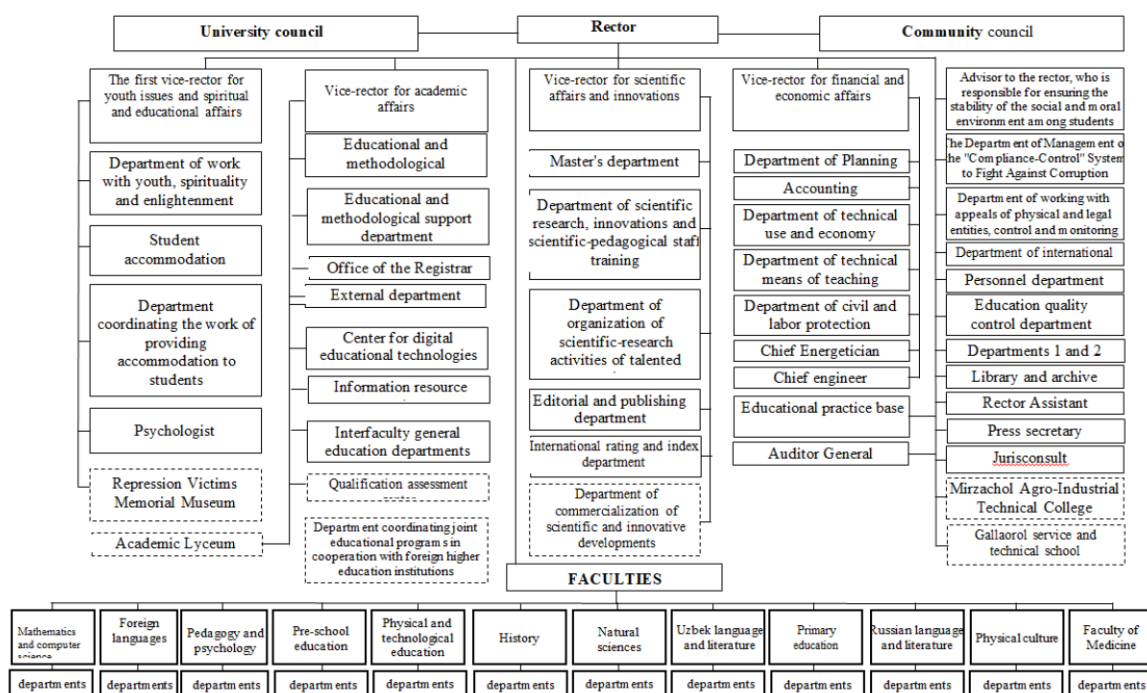 University council
Rector
Community council
The first vice-rector for
youth issues and spiritual
and educational affairs
Department of work
with youth, spirituality
and enlightenment
Student
accommodation
Department
coordinating the work of
providing
accommodation to
students
Psychologist
Repression Victims
Memorial Museum
Academic Lyceum
Vice-rector for academic
affairs
Educational and
methodological
Educational and
methodological support
department
Office of the Registrar
External department
Center for digital
educational technologies
Information resource
Interfaculty general
education departments
Qualification assessment
Department coordinating joint
educational programs in
cooperation with foreign higher
education institutions
Vice-rector for scientific
affairs and innovations
Master's department
Department of scientific
research, innovations and
scientific-pedagogical staff
training
Department of
organization of
scientific-research
activities of talented
Editorial and publishing
department
International rating and index
department
Department of
commercialization of
scientific and innovative
developments
Vice-rector for financial and
economic affairs
Department of Planning
Accounting
Department of technical
use and economy
Department of technical
means of teaching
Department of civil and
labor protection
Chief Energetician
Chief engineer
Educational practice base
Auditor General
Advisor to the rector, who is
responsible for ensuring the
stability of the social and moral
environment among students
The Department of Management o
the "Compliance-Control" System
to Fight Against Corruption
Department of working with
appeals of physical and legal
entities, control and monitoring
Department of international
Personnel department
Education quality
control department
Departments 1 and 2
Library and archive
Rector Assistant
Press secretary
Jurisconsult
Mirzachol Agro-Industrial
Technical College
Gallaorol service and
technical school
FACULTIES
Mathematics
and computer
science
Foreign
languages
Pedagogy and
psychology
Pre-school
education
Physical and
technological
education
History
Natural
sciences
Uzbek language
and literature
Primary
education
Russian language
and literature
Physical culture
Faculty of
Medicine
departments
departments
departments
departments
departments
departments
departments
departments
departments
departments
departments
departments